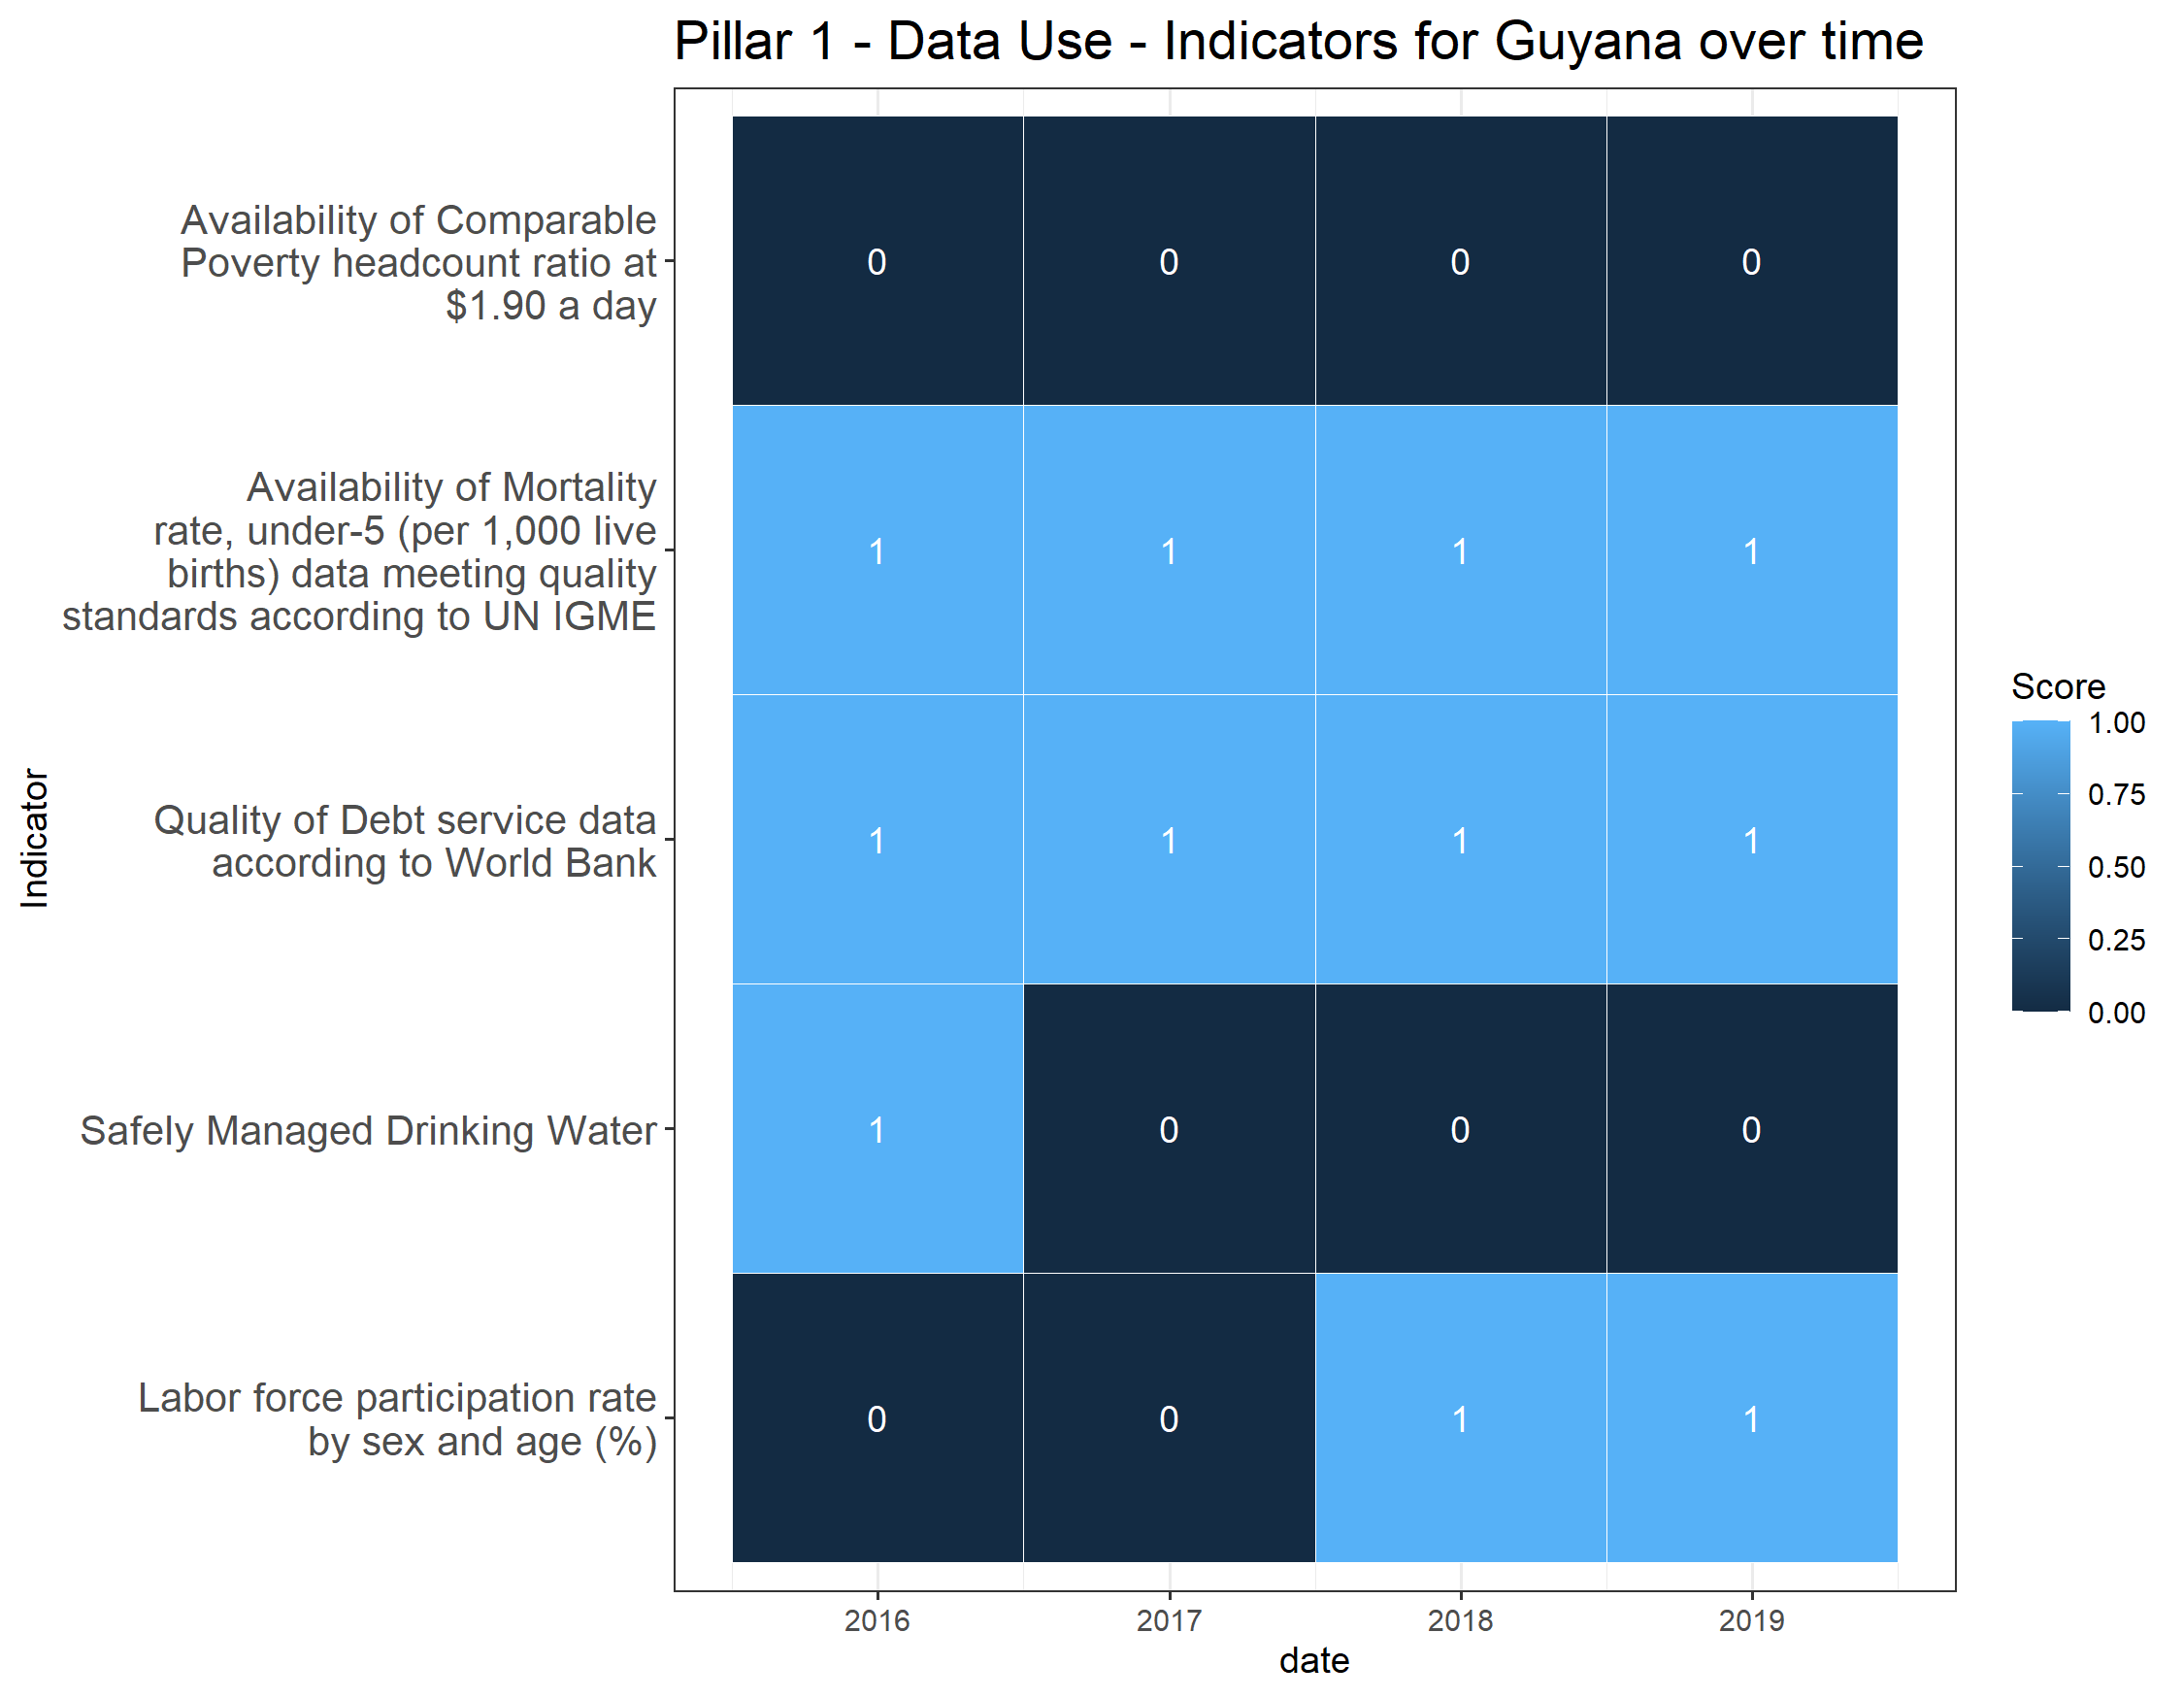 Pillar 1 - Data Use - Indicators for Guyana over time
Availability of Comparable
Poverty headcount ratio at
$1.90 a day
0 0 0 0
Availability of Mortality
rate, under-5 (per 1,000 live
births) data meeting quality
standards according to UN IGME
1 1 1 1
Quality of Debt service data
according to World Bank
1 1 1 1
Safely Managed Drinking Water
1 0 0 0
Labor force participation rate
by sex and age (%)
0 0 1 1
Indicator
2016 2017 2018 2019
date
Score
1.00
0.75
0.50
0.25
0.00